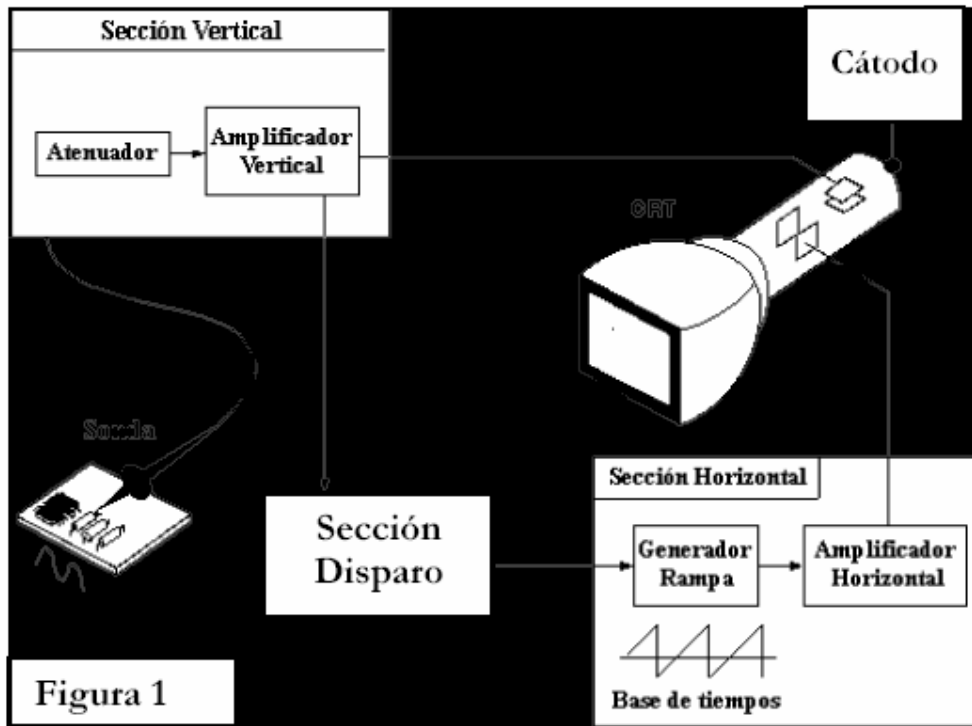 Sección Vertical
Atenuador
Amplificador
Vertical
Cátodo
CRT
Sonda
Sección
Disparo
Sección Horizontal
Generador
Rampa
Amplificador
Horizontal
Base de tiempos
Figura 1